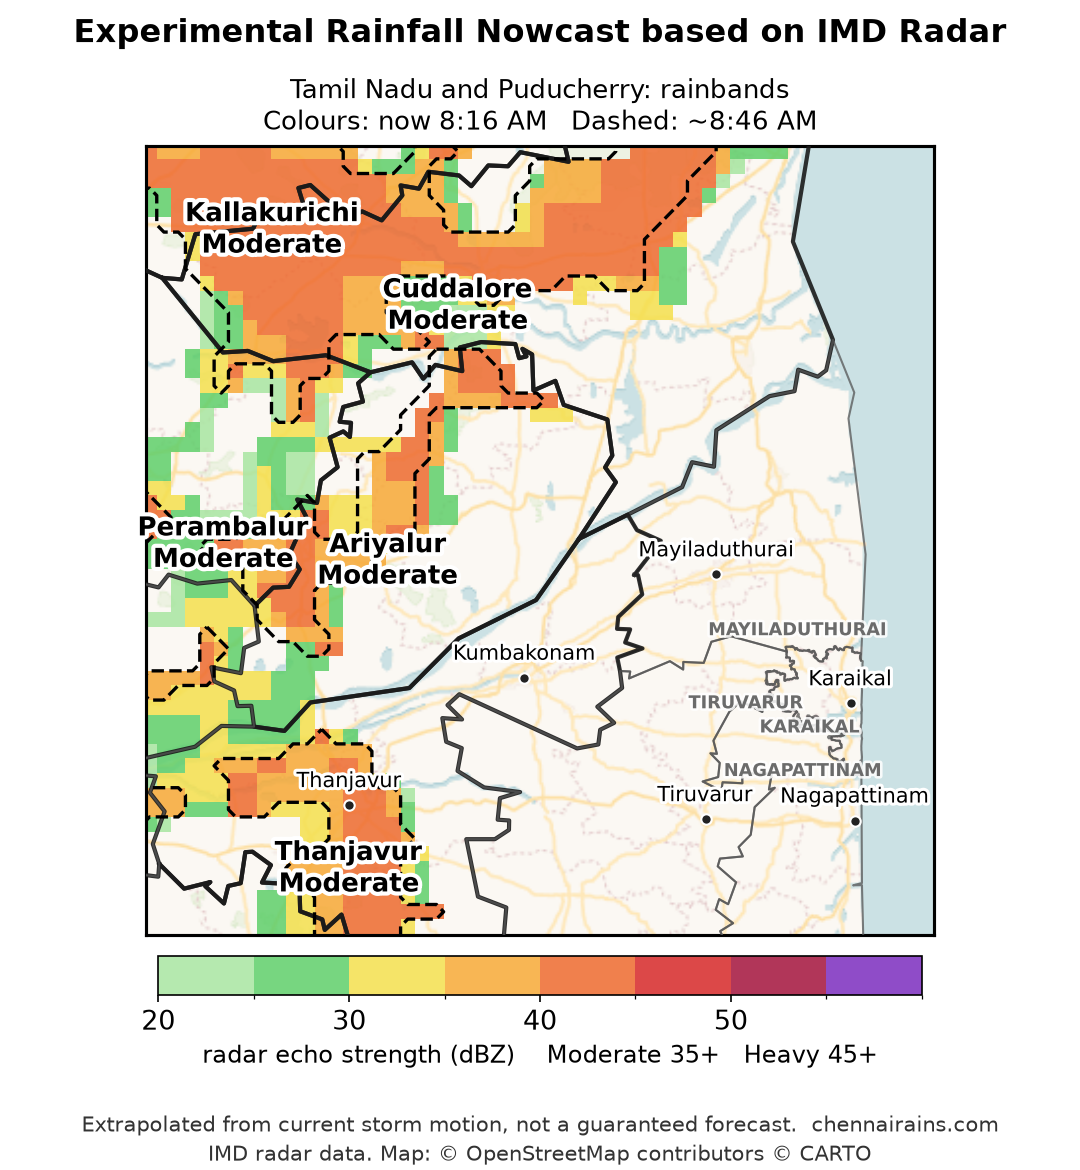 Experimental Rainfall Nowcast based on IMD Radar
Tamil Nadu and Puducherry: rainbands
Colours: now 8:16 AM   Dashed: ~8:46 AM
Kallakurichi
Moderate
Cuddalore
Moderate
Perambalur
Moderate
Ariyalur
Moderate
Mayiladuthurai
MAYILADUTHURAI
Kumbakonam
Karaikal
TIRUVARUR
KARAIKAL
NAGAPATTINAM
Thanjavur
Tiruvarur
Nagapattinam
Thanjavur
Moderate
20 30 40 50
radar echo strength (dBZ)    Moderate 35+   Heavy 45+
Extrapolated from current storm motion, not a guaranteed forecast.  chennairains.com
IMD radar data. Map: © OpenStreetMap contributors © CARTO